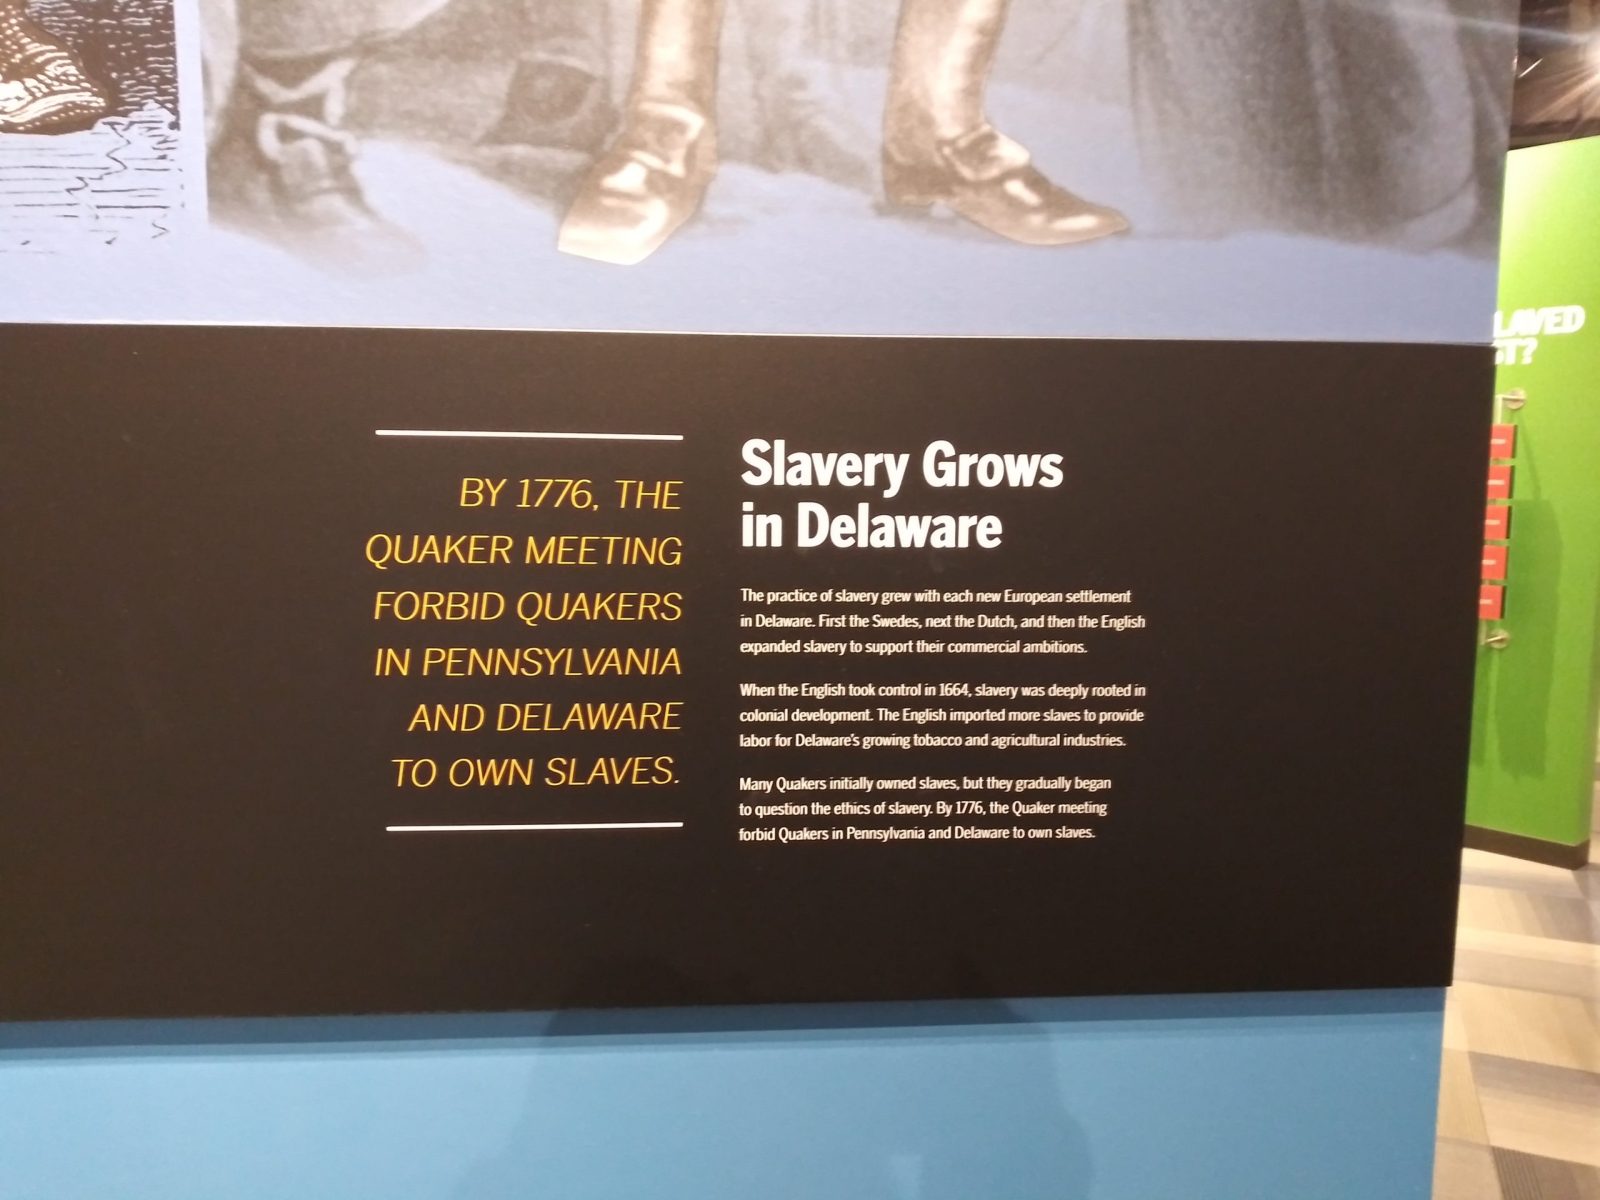 BY 1776, THE
QUAKER MEETING
FORBID QUAKERS
IN PENNSYLVANIA
AND DELAWARE
TO OWN SLAVES.
Slavery Grows
in Delaware
The practice of slavery grew with each new European settlement
in Delaware. First the Swedes, next the Dutch, and then the English
expanded slavery to support their commercial ambitions.
When the English took control in 1664, slavery was deeply rooted in
colonial development. The English imported more slaves to provide
labor for Delaware's growing tobacco and agricultural industries.
Many Quakers initially owned slaves, but they gradually began
to question the ethics of slavery. By 1776, the Quaker meeting
forbid Quakers in Pennsylvania and Delaware to own slaves.
LAVED
ST?